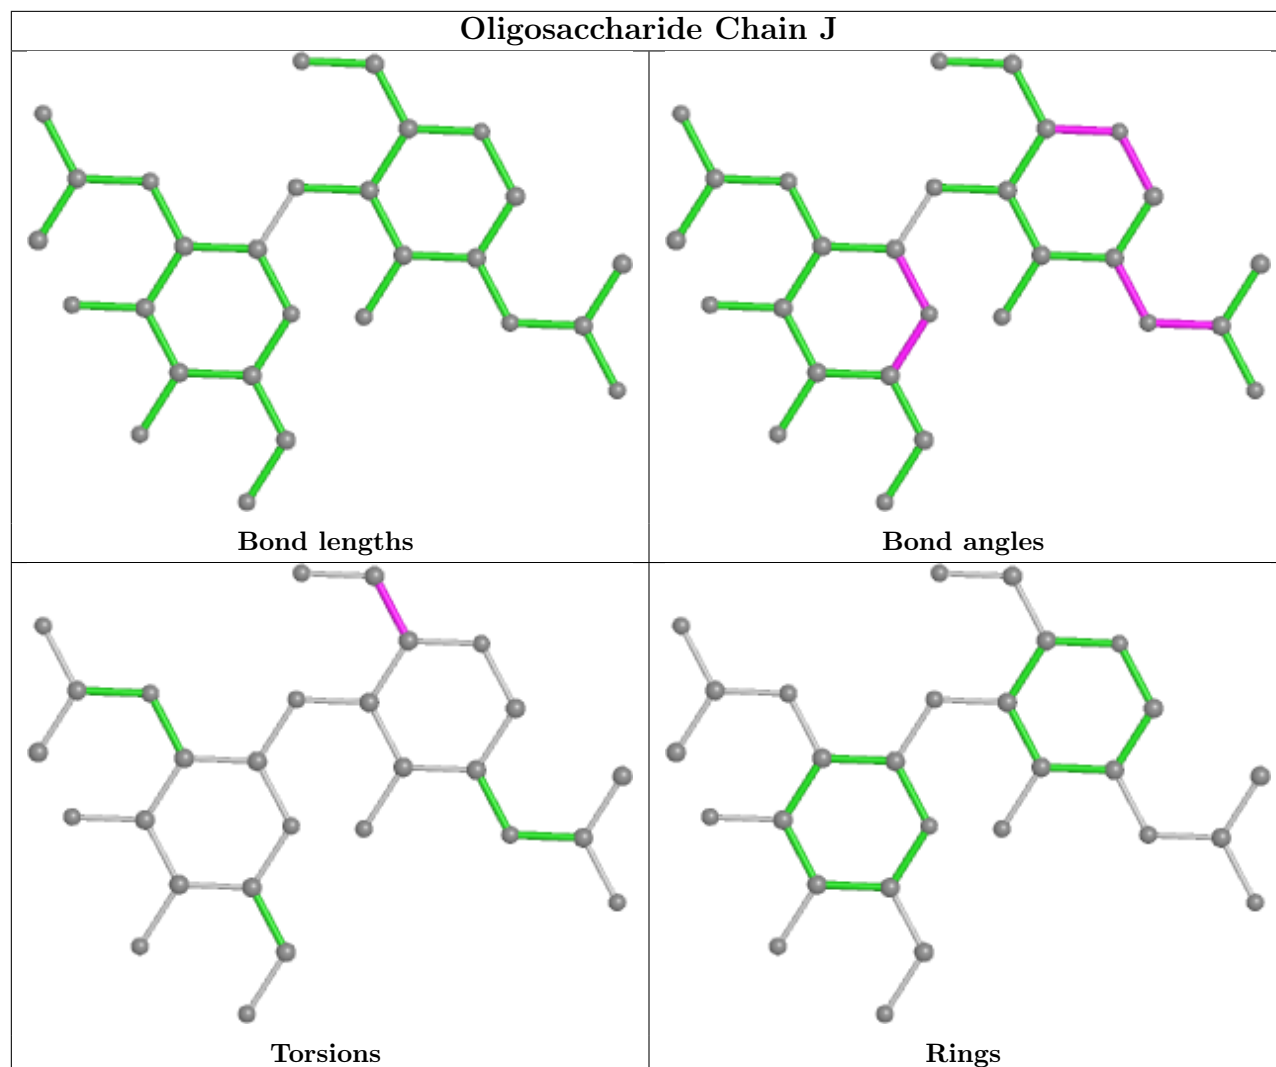 Oligosaccharide Chain J
Bond lengths
Bond angles
Torsions
Rings